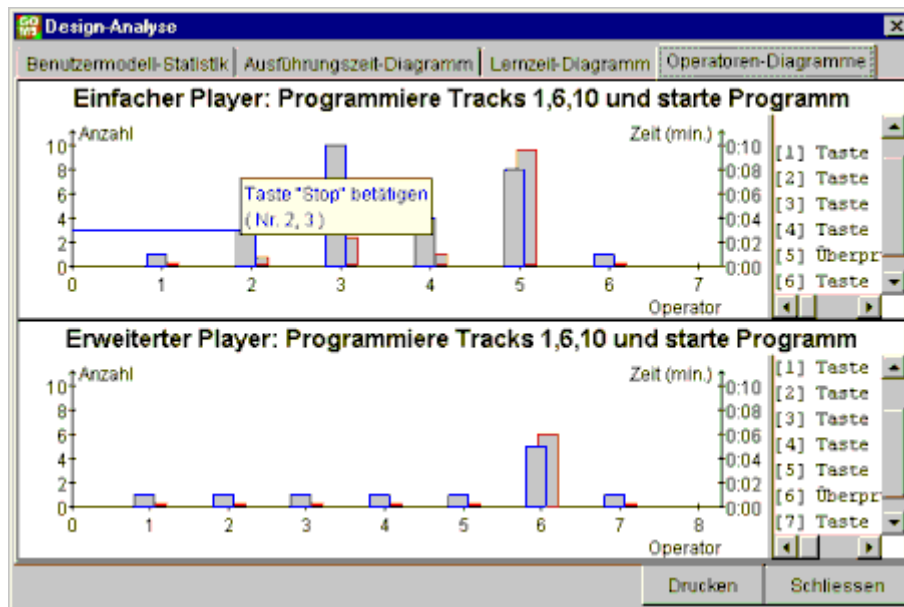 GO
MS
Design-Analyse
Benutzermodell-Statistik Ausführungszeit-Diagramm Lernzeit-Diagramm Operatoren-Diagramme
Einfacher Player: Programmiere Tracks 1,6,10 und starte Programm
Anzahl Zeit (min.)
10 0:10
8 0:08
6
4 0:04
2 0:02
0 0:00
Taste "Stop" betätigen
( Nr. 2, 3 )
0 1 2 3 4 5 6 7
Operator
[1] Taste
[2] Taste
[3] Taste
[4] Taste
[5] Überpr
[6] Taste
Erweiterter Player: Programmiere Tracks 1,6,10 und starte Programm
Anzahl Zeit (min.)
10 0:10
8 0:08
6 0:06
4 0:04
2 0:02
0 0:00
0 1 2 3 4 5 6 7 8
Operator
[1] Taste
[2] Taste
[3] Taste
[4] Taste
[5] Taste
[6] Überpr
[7] Taste
Drucken Schliessen